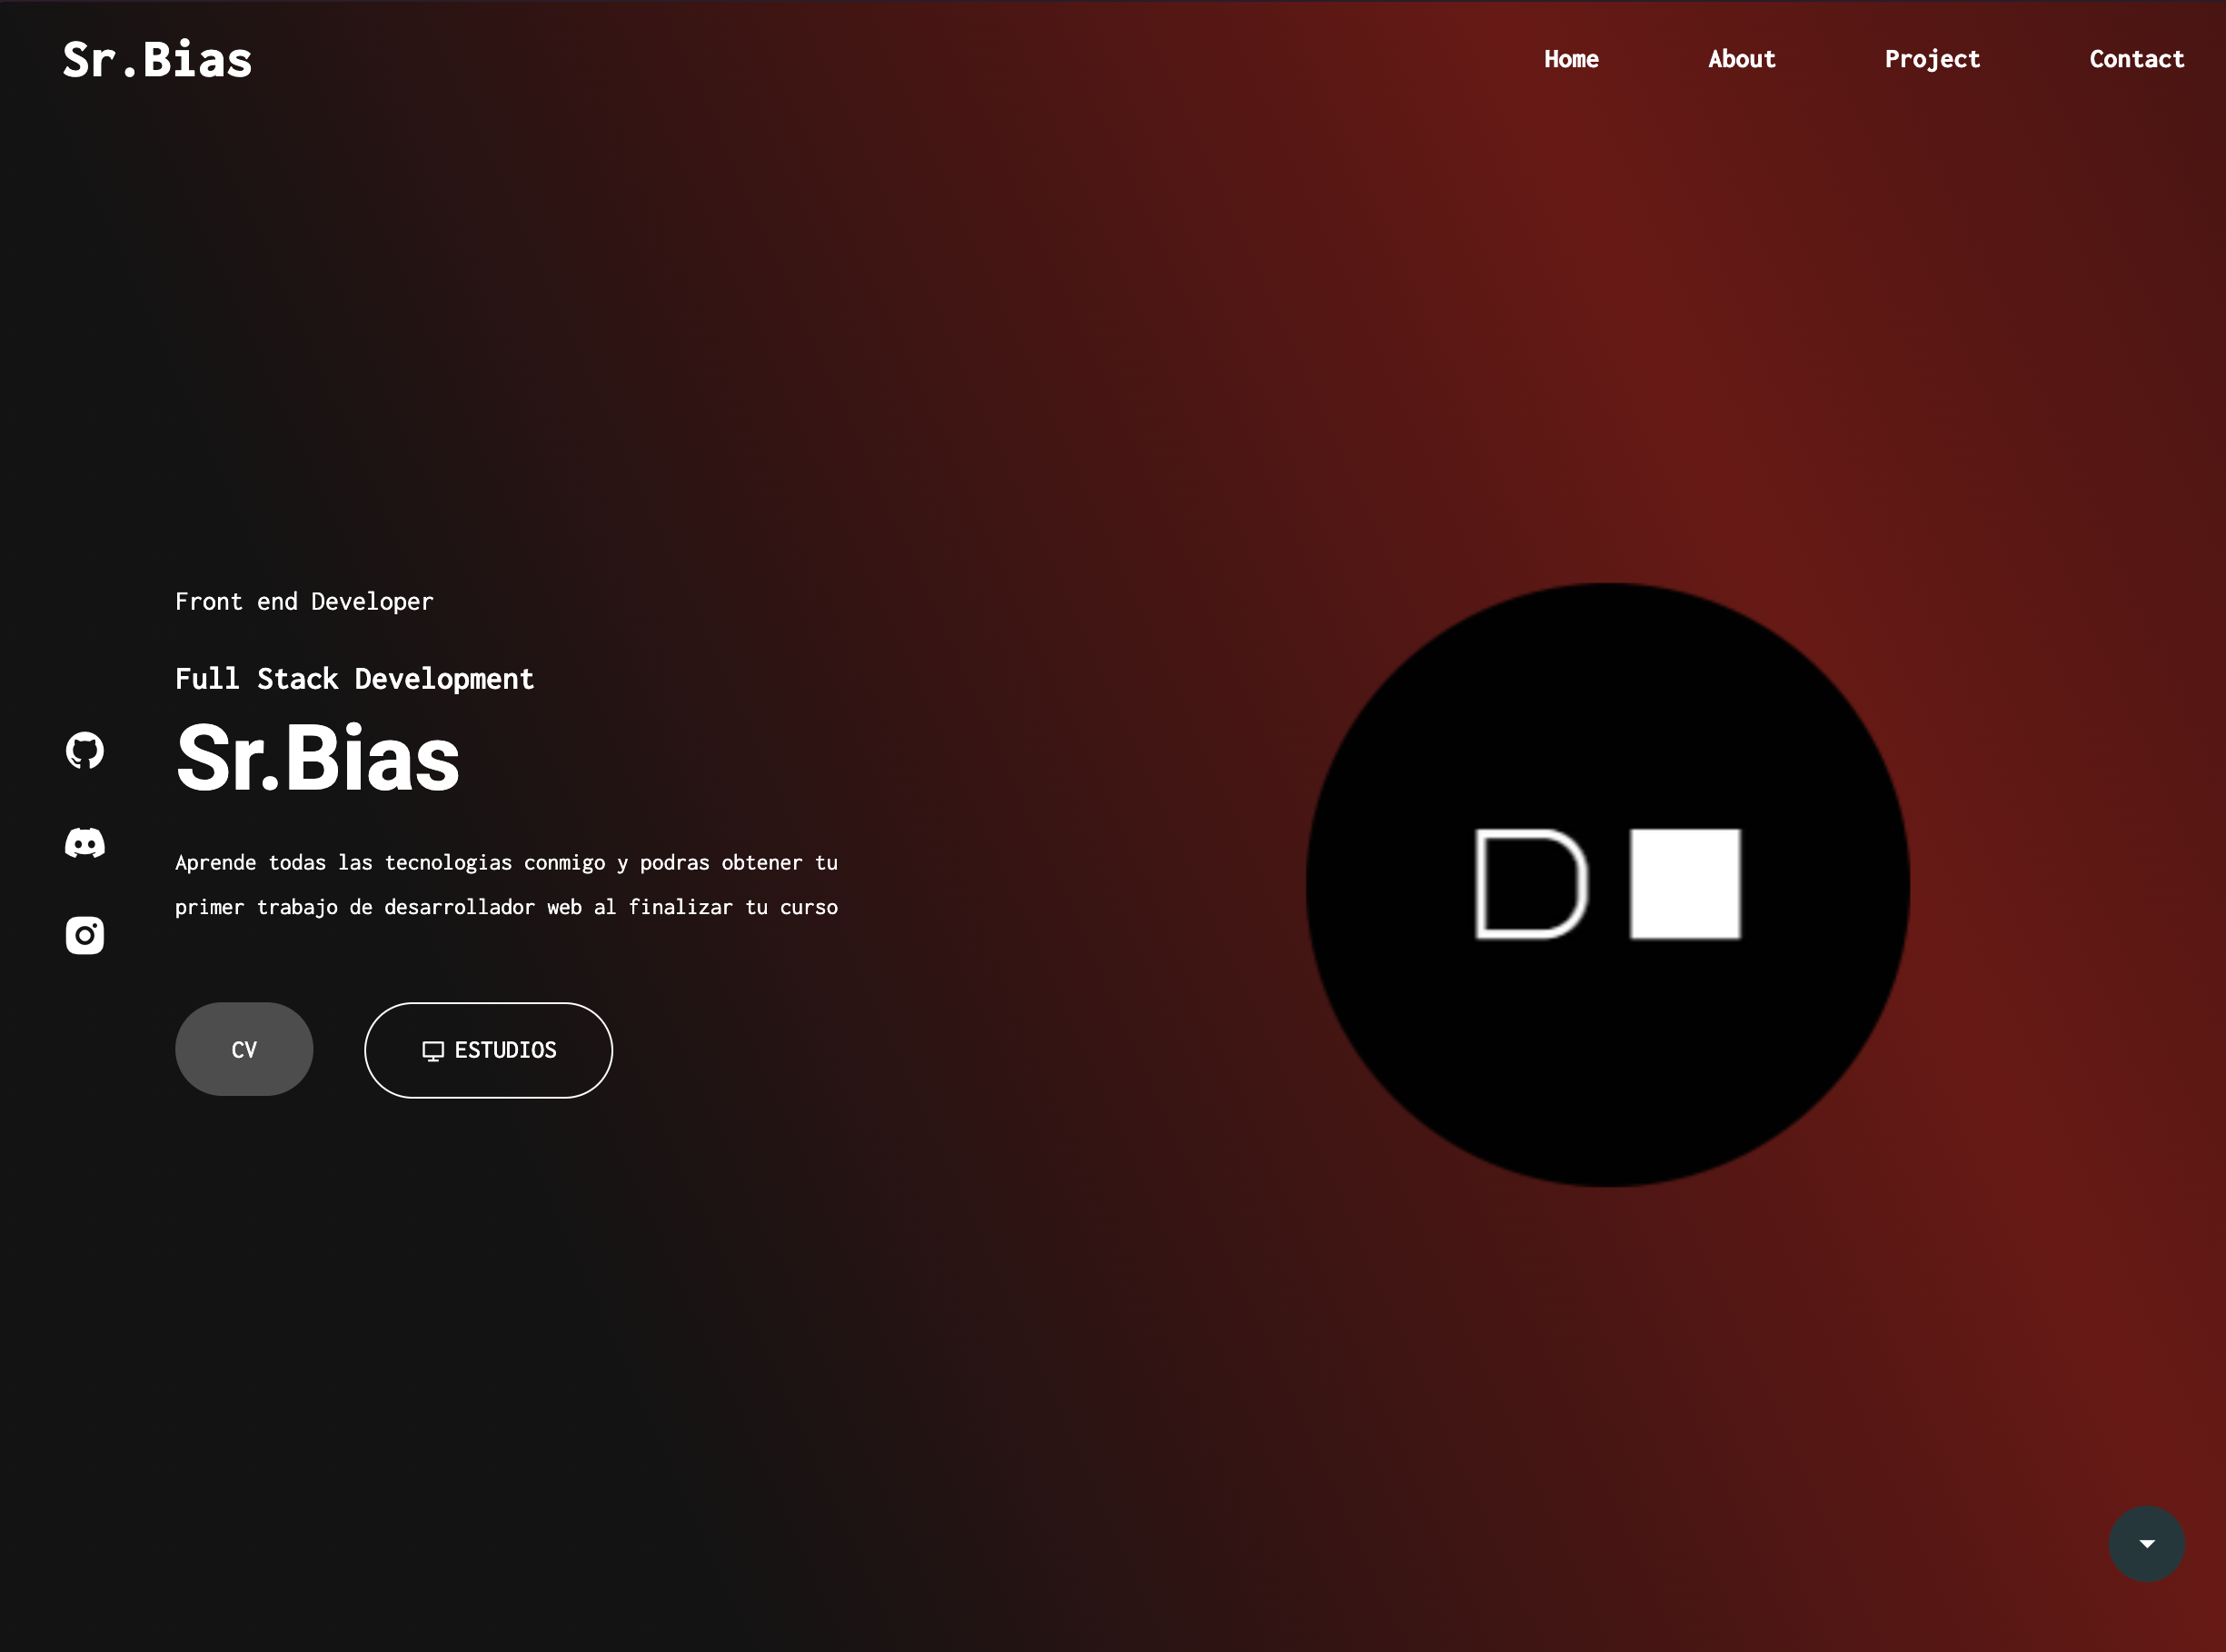 Sr.Bias
Home
About
Project
Contact
Front end Developer
Full Stack Development
Sr.Bias
Aprende todas las tecnologias conmigo y podras obtener tu
primer trabajo de desarrollador web al finalizar tu curso
CV
ESTUDIOS
D